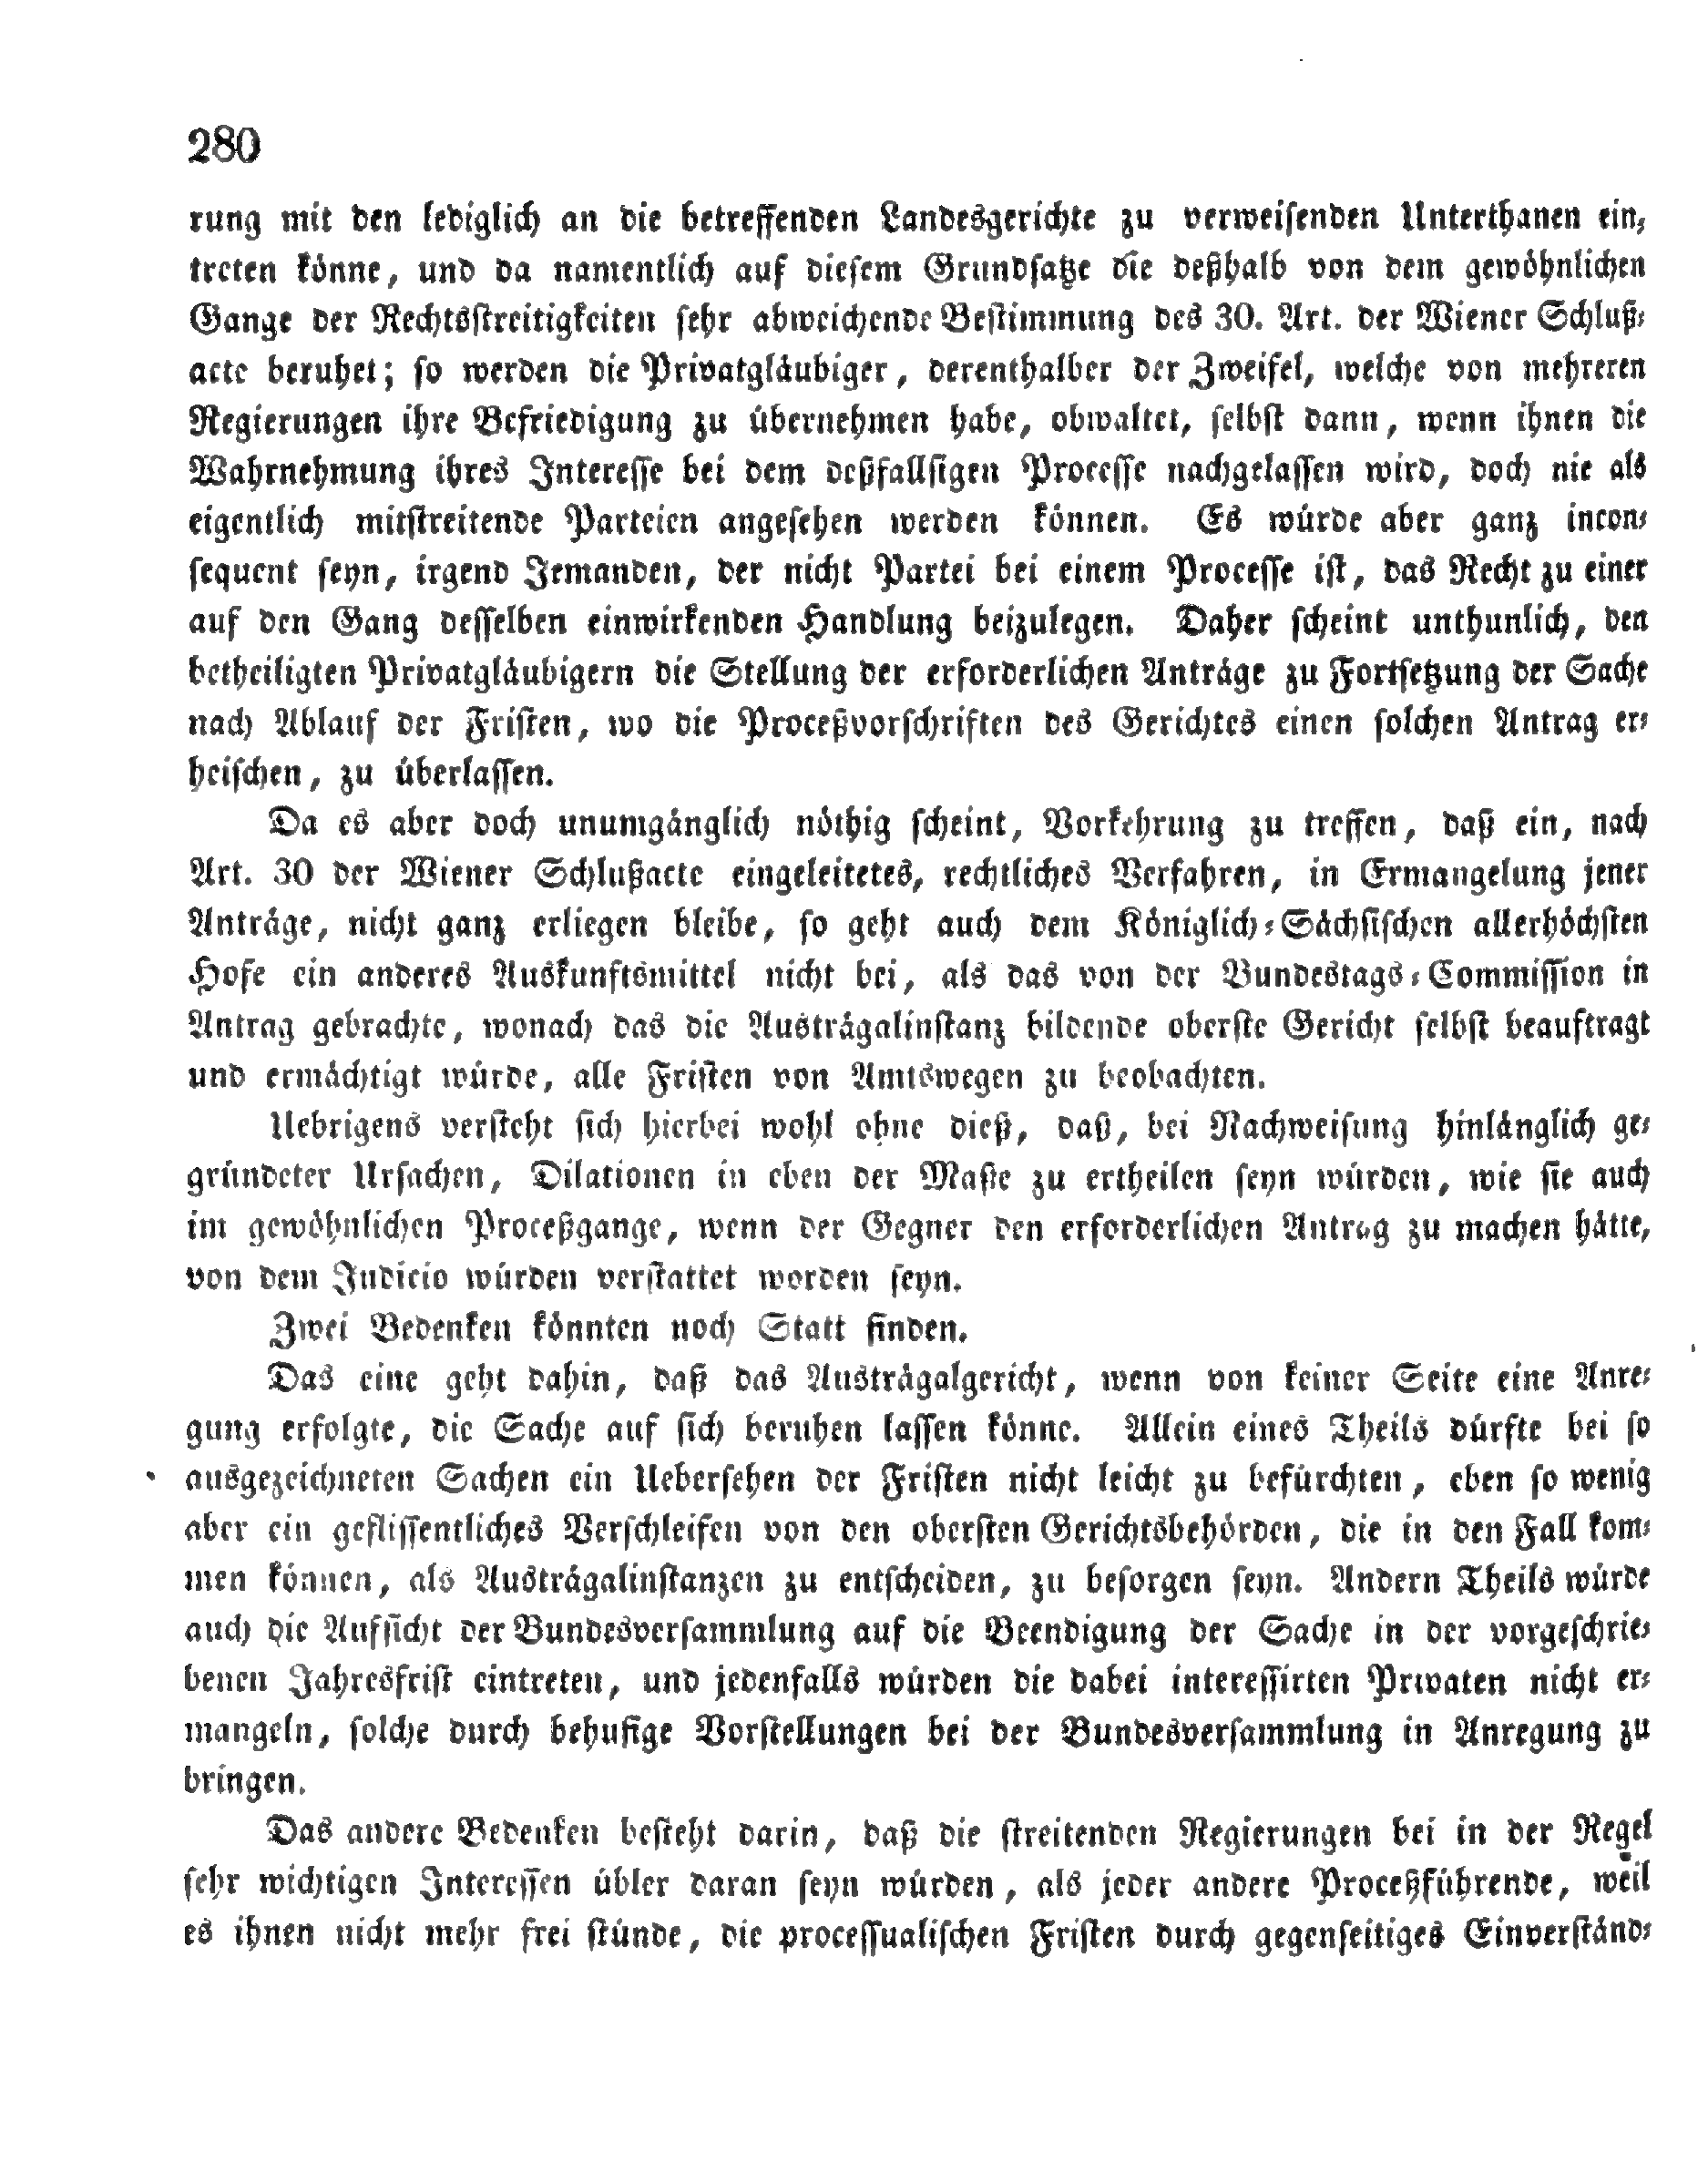 280
rung mit den lediglich an die betreffenden Landesgerichte zu verweisenden Unterthanen ein-
treten könne, und da namentlich auf diesem Grundsatze die deßhalb von dem gewöhnlichen
Gange der Rechtsstreitigkeiten sehr abweichende Bestimmung des 30. Art. der Wiener Schluß-
acte beruhet; so werden die Privatgläubiger, derenthalber der Zweifel, welche von mehreren
Regierungen ihre Befriedigung zu übernehmen habe, obwaltet, selbst dann, wenn ihnen die
Wahrnehmung ihres Interesse bei dem deßfallsigen Processe nachgelassen wird, doch nie als
eigentlich mitstreitende Parteien angesehen werden können. Es würde aber ganz incon-
sequent seyn, irgend Jemanden, der nicht Partei bei einem Processe ist, das Recht zu einer
auf den Gang desselben einwirkenden Handlung beizulegen. Daher scheint unthunlich, den
betheiligten Privatgläubigern die Stellung der erforderlichen Anträge zu Fortsetzung der Sache
nach Ablauf der Fristen, wo die Proceßvorschriften des Gerichtes einen solchen Antrag er-
heischen, zu überlassen.
Da es aber doch unumgänglich nöthig scheint, Vorkehrung zu treffen, daß ein, nach
Art. 30 der Wiener Schlußacte eingeleitetes, rechtliches Verfahren, in Ermangelung jener
Anträge, nicht ganz erliegen bleibe, so geht auch dem Königlich-Sächsischen allerhöchsten
Hofe ein anderes Auskunftsmittel nicht bei, als das von der Bundestags-Commission in
Antrag gebrachte, wonach das die Austrägalinstanz bildende oberste Gericht selbst beauftragt
und ermächtigt würde, alle Fristen von Amtswegen zu beobachten.
Uebrigens versteht sich hierbei wohl ohne dieß, daß, bei Nachweisung hinlänglich ge-
gründeter Ursachen, Dilationen in eben der Maße zu ertheilen seyn würden, wie sie auch
im gewöhnlichen Proceßgange, wenn der Gegner den erforderlichen Antrag zu machen hätte,
von dem Judicio würden verstattet worden seyn.
Zwei Bedenken könnten noch Statt finden.
Das eine geht dahin, daß das Austrägalgericht, wenn von keiner Seite eine Anre-
gung erfolgte, die Sache auf sich beruhen lassen könne. Allein eines Theils dürfte bei so
ausgezeichneten Sachen ein Uebersehen der Fristen nicht leicht zu befürchten, eben so wenig
aber ein geflissentliches Verschleifen von den obersten Gerichtsbehörden, die in den Fall kom-
men können, als Austrägalinstanzen zu entscheiden, zu besorgen seyn. Andern Theils würde
auch die Aufsicht der Bundesversammlung auf die Beendigung der Sache in der vorgeschrie-
benen Jahresfrist eintreten, und jedenfalls würden die dabei interessirten Privaten nicht er-
mangeln, solche durch behufige Vorstellungen bei der Bundesversammlung in Anregung zu
bringen.
Das andere Bedenken besteht darin, daß die streitenden Regierungen bei in der Regel
sehr wichtigen Interessen übler daran seyn würden, als jeder andere Proceßführende, weil
es ihnen nicht mehr frei stünde, die processualischen Fristen durch gegenseitiges Einverständ-